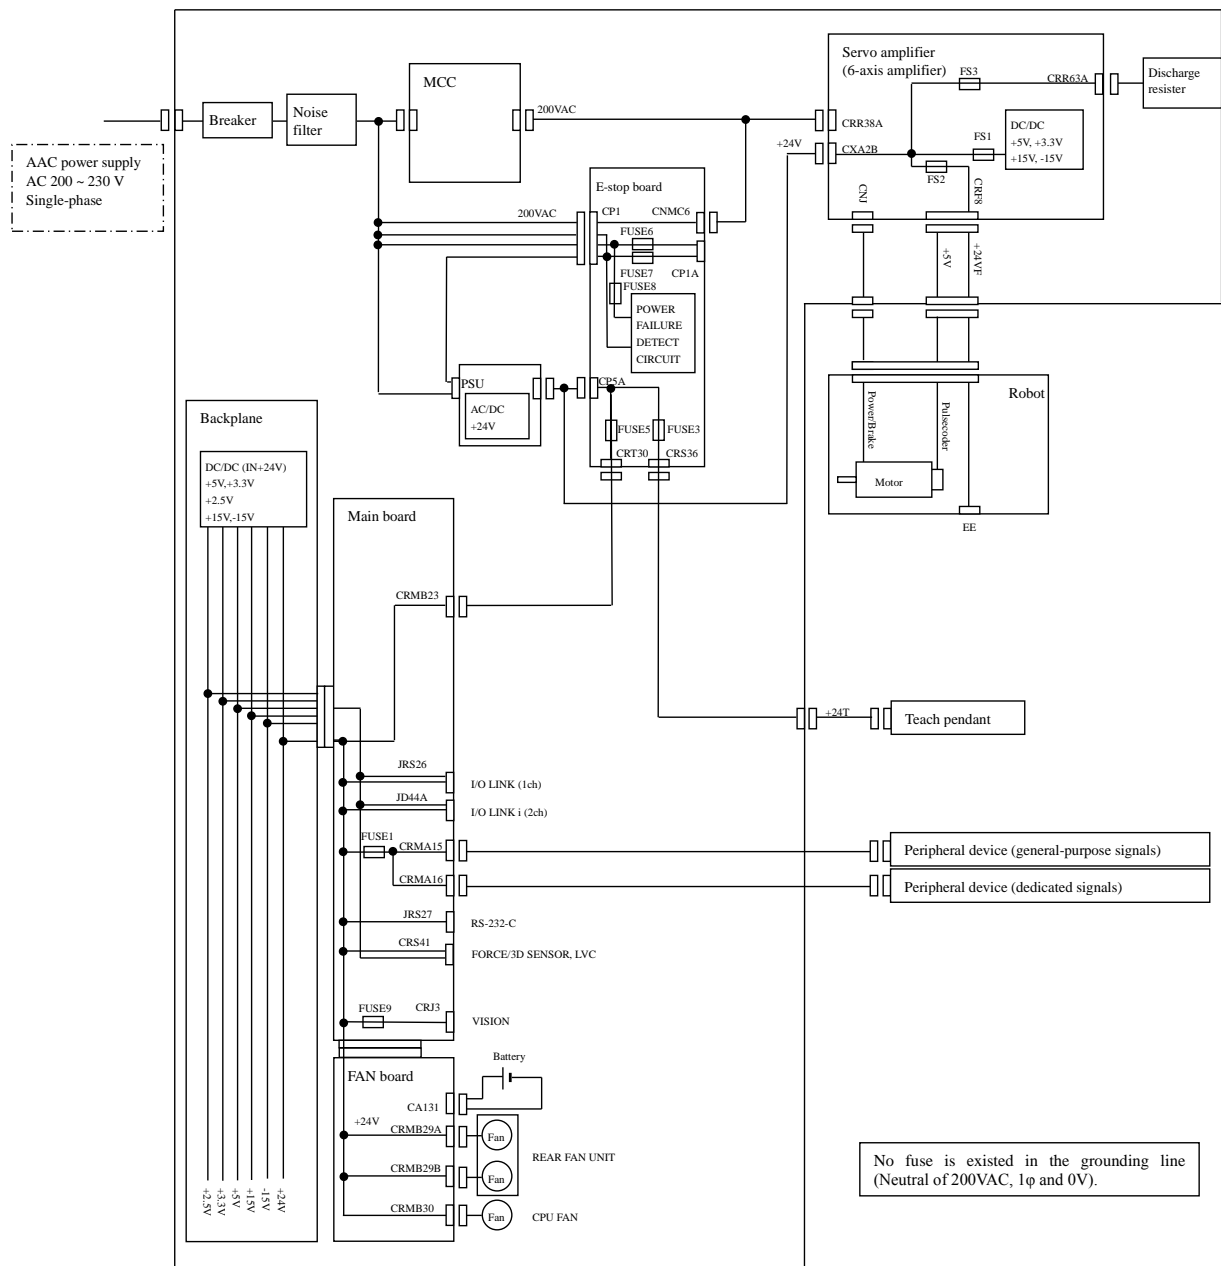 AAC power supply
AC 200 ~ 230 V
Single-phase
Breaker
Noise
filter
MCC
200VAC
+24V
Servo amplifier
(6-axis amplifier)
FS3
CRR63A
Discharge
resister
CRR38A
CXA2B
FS1
DC/DC
+5V, +3.3V
+15V, -15V
FS2
CNJ
CRF8
+5V
+24VF
E-stop board
200VAC
CP1
CNMC6
FUSE6
FUSE7
CP1A
FUSE8
POWER
FAILURE
DETECT
CIRCUIT
PSU
AC/DC
+24V
CP5A
FUSE5
FUSE3
CRT30
CRS36
Robot
Power/Brake
Pulsecoder
Motor
EE
Backplane
DC/DC (IN+24V)
+5V,+3.3V
+2.5V
+15V,-15V
Main board
CRMB23
+24T
Teach pendant
JRS26
I/O LINK (1ch)
JD44A
I/O LINK i (2ch)
FUSE1
CRMA15
Peripheral device (general-purpose signals)
CRMA16
Peripheral device (dedicated signals)
JRS27
RS-232-C
CRS41
FORCE/3D SENSOR, LVC
FUSE9
CRJ3
VISION
FAN board
Battery
CA131
+24V
CRMB29A
Fan
REAR FAN UNIT
CRMB29B
Fan
CRMB30
Fan
CPU FAN
+2.5V
+3.3V
+5V
+15V
-15V
+24V
No fuse is existed in the grounding line
(Neutral of 200VAC, 1φ and 0V).